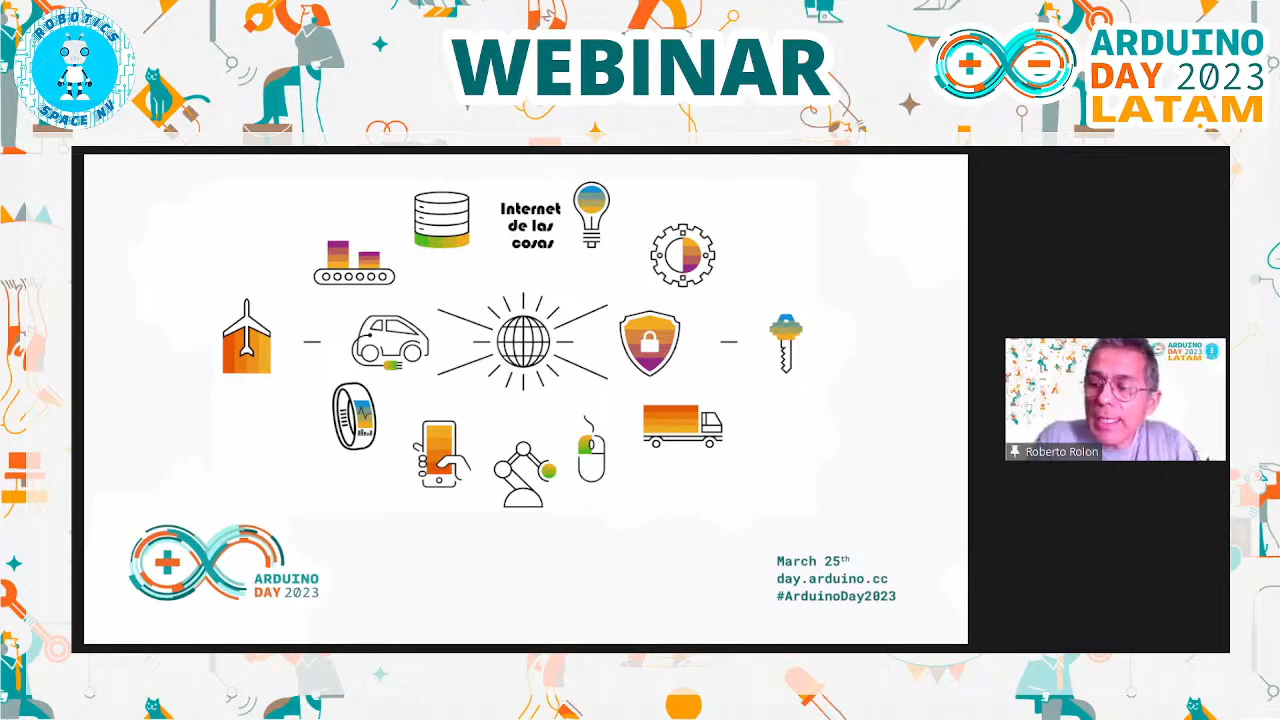 ROBOTICS
SPACE NV
WEBINAR
ARDUINO
DAY 2023
LATAM
Internet
de las
cosas
ARDUINO
DAY 2023
March 25th
day.arduino.cc
#ArduinoDay2023
ARDUINO
DAY 2023
LATAM
Roberto Rolon